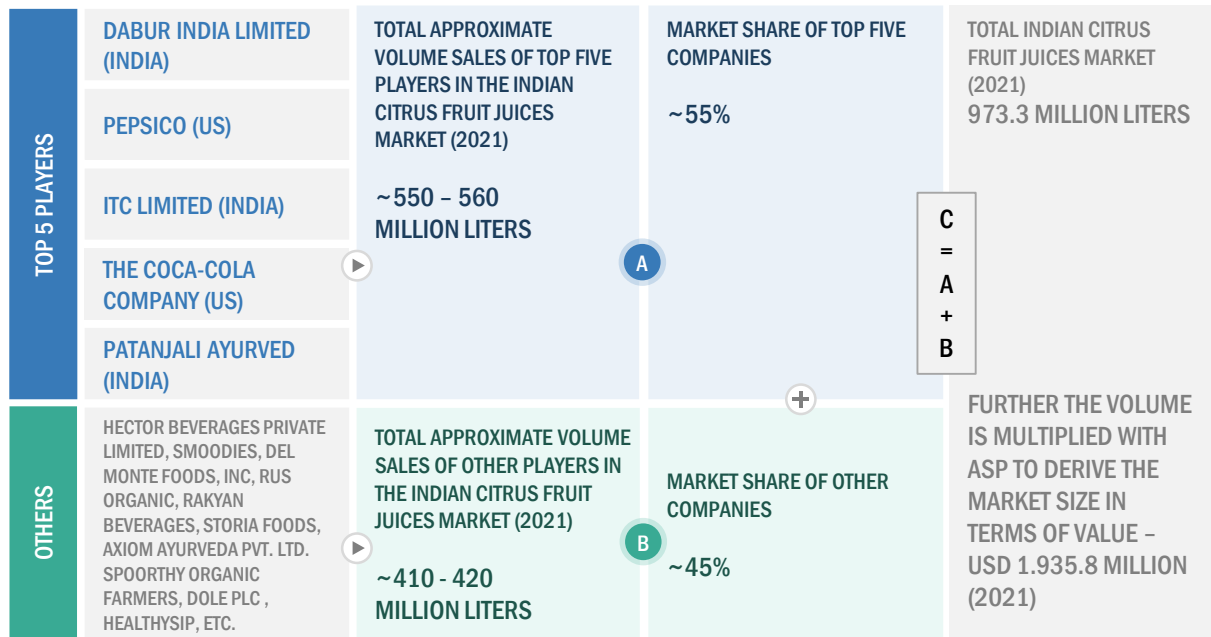 TOP 5 PLAYERS
DABUR INDIA LIMITED
(INDIA)
PEPSICO (US)
ITC LIMITED (INDIA)
THE COCA-COLA
COMPANY (US)
PATANJALI AYURVED
(INDIA)
TOTAL APPROXIMATE
VOLUME SALES OF TOP FIVE
PLAYERS IN THE INDIAN
CITRUS FRUIT JUICES
MARKET (2021)
~550 – 560
MILLION LITERS
A
MARKET SHARE OF TOP FIVE
COMPANIES
~55%
C
=
A
+
B
TOTAL INDIAN CITRUS
FRUIT JUICES MARKET
(2021)
973.3 MILLION LITERS
+
OTHERS
HECTOR BEVERAGES PRIVATE
LIMITED, SMOODIES, DEL
MONTE FOODS, INC, RUS
ORGANIC, RAKYAN
BEVERAGES, STORIA FOODS,
AXIOM AYURVEDA PVT. LTD.
SPOORTHY ORGANIC
FARMERS, DOLE PLC ,
HEALTHYSIP, ETC.
TOTAL APPROXIMATE VOLUME
SALES OF OTHER PLAYERS IN
THE INDIAN CITRUS FRUIT
JUICES MARKET (2021)
~410 - 420
MILLION LITERS
B
MARKET SHARE OF OTHER
COMPANIES
~45%
FURTHER THE VOLUME
IS MULTIPLIED WITH
ASP TO DERIVE THE
MARKET SIZE IN
TERMS OF VALUE –
USD 1.935.8 MILLION
(2021)